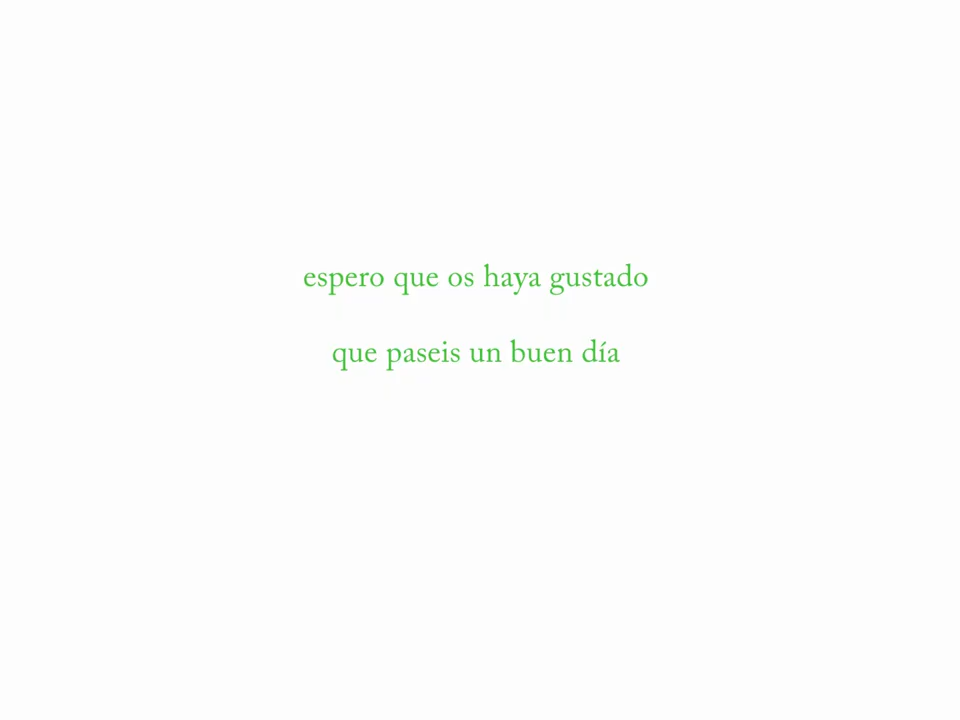 espero que os haya gustado
que paseis un buen día